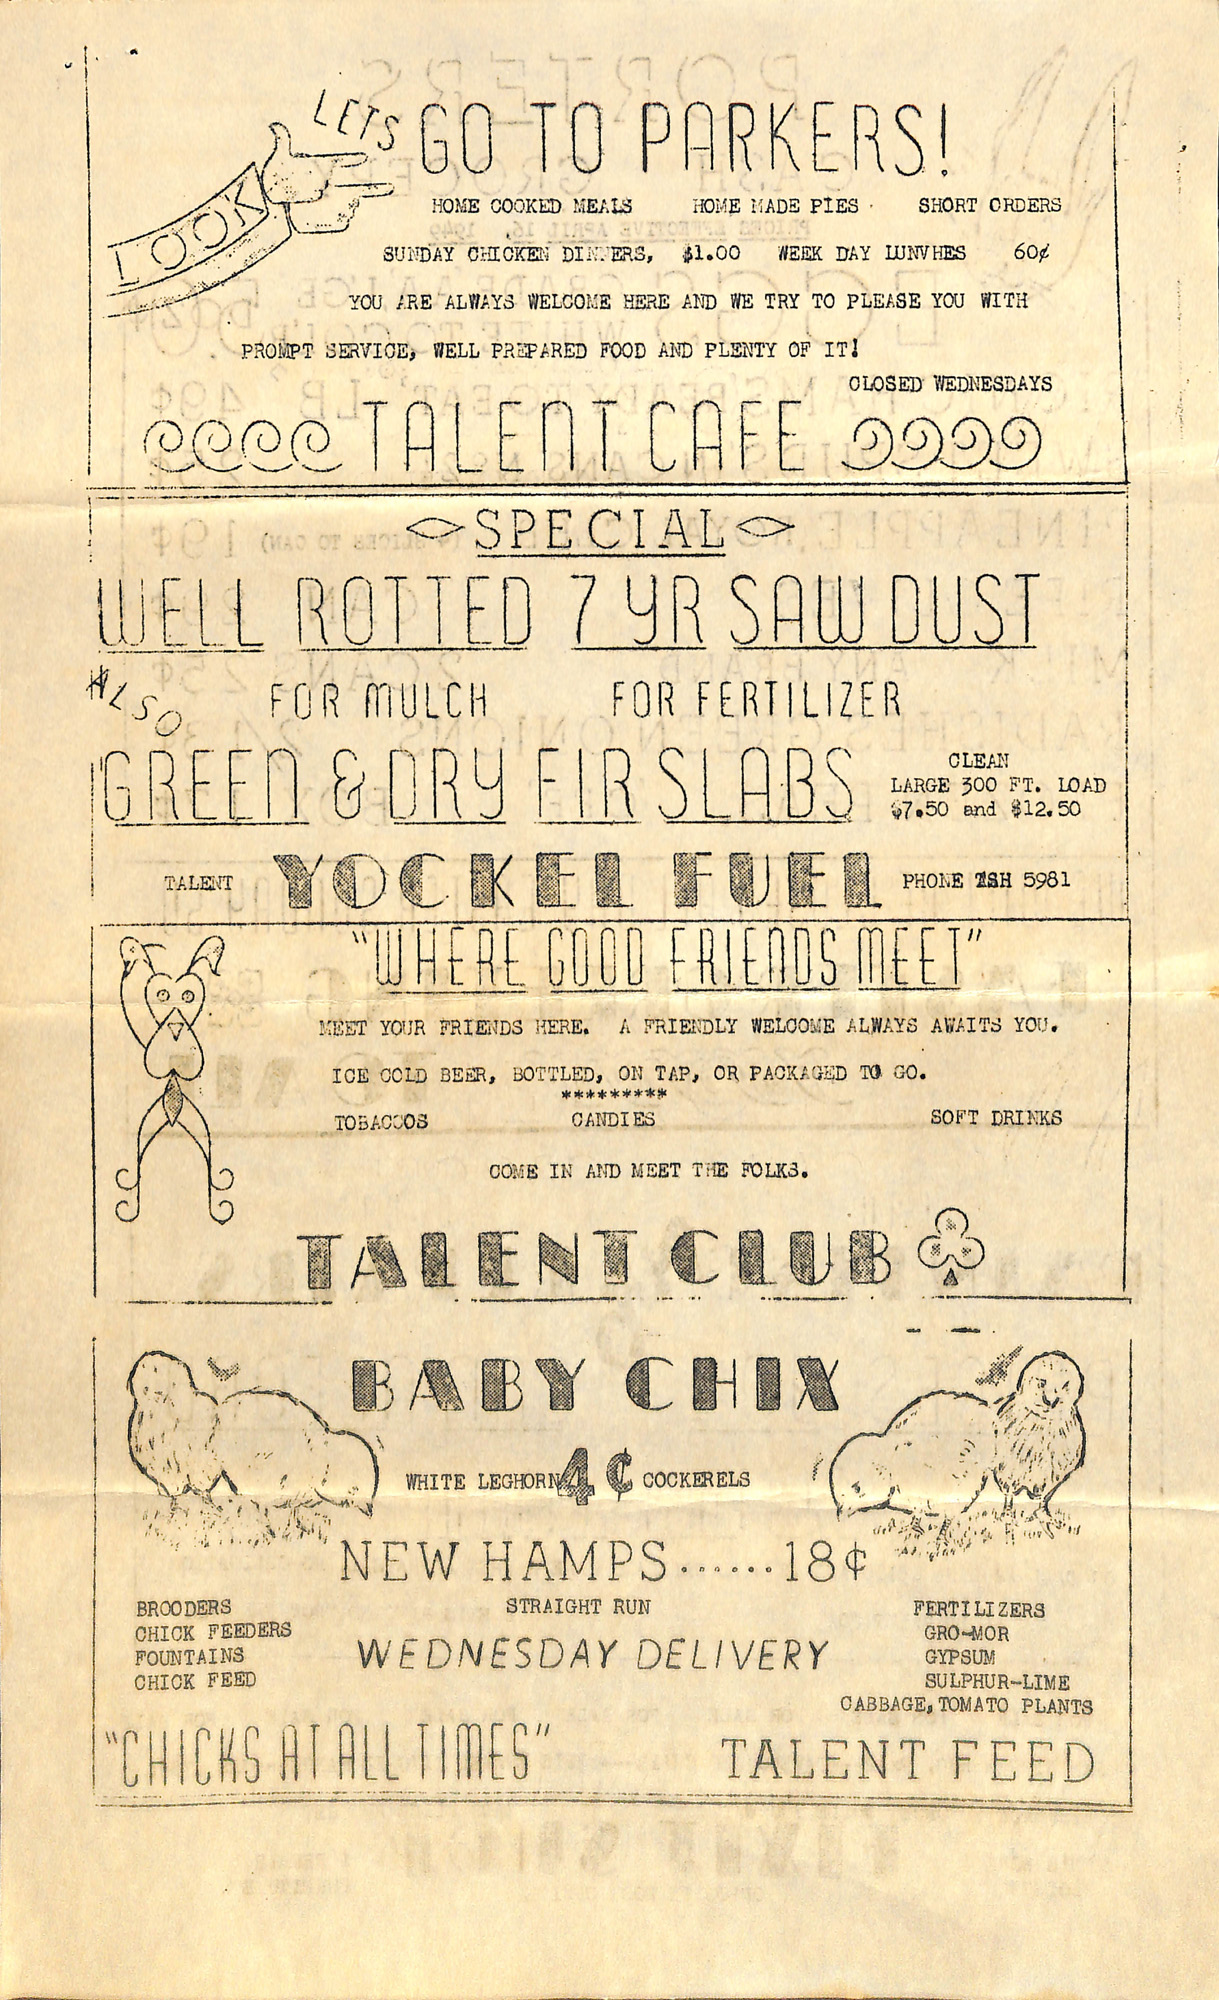 LETS GO TO PARKERS!
LOOK
HOME COOKED MEALS HOME MADE PIES SHORT ORDERS
SUNDAY CHICKEN DINNERS, $1.00 WEEK DAY LUNVHES 60¢
YOU ARE ALWAYS WELCOME HERE AND WE TRY TO PLEASE YOU WITH
PROMPT SERVICE, WELL PREPARED FOOD AND PLENTY OF IT!
CLOSED WEDNESDAYS
TALENT CAFE
SPECIAL
WELL ROTTED 7 YR SAWDUST
ALSO
FOR MULCH FOR FERTILIZER
GREEN & DRY FIR SLABS
CLEAN
LARGE 300 FT. LOAD
$7.50 and $12.50
TALENT YOCKEL FUEL PHONE ASH 5981
"WHERE GOOD FRIENDS MEET"
MEET YOUR FRIENDS HERE. A FRIENDLY WELCOME ALWAYS AWAITS YOU.
ICE COLD BEER, BOTTLED, ON TAP, OR PACKAGED TO GO.
*********
TOBACCOS CANDIES SOFT DRINKS
COME IN AND MEET THE FOLKS.
TALENT CLUB
BABY CHIX
WHITE LEGHORN 4¢ COCKERELS
NEW HAMPS......18¢
STRAIGHT RUN
WEDNESDAY DELIVERY
BROODERS
CHICK FEEDERS
FOUNTAINS
CHICK FEED
FERTILIZERS
GRO-MOR
GYPSUM
SULPHUR-LIME
CABBAGE, TOMATO PLANTS
"CHICKS AT ALL TIMES" TALENT FEED